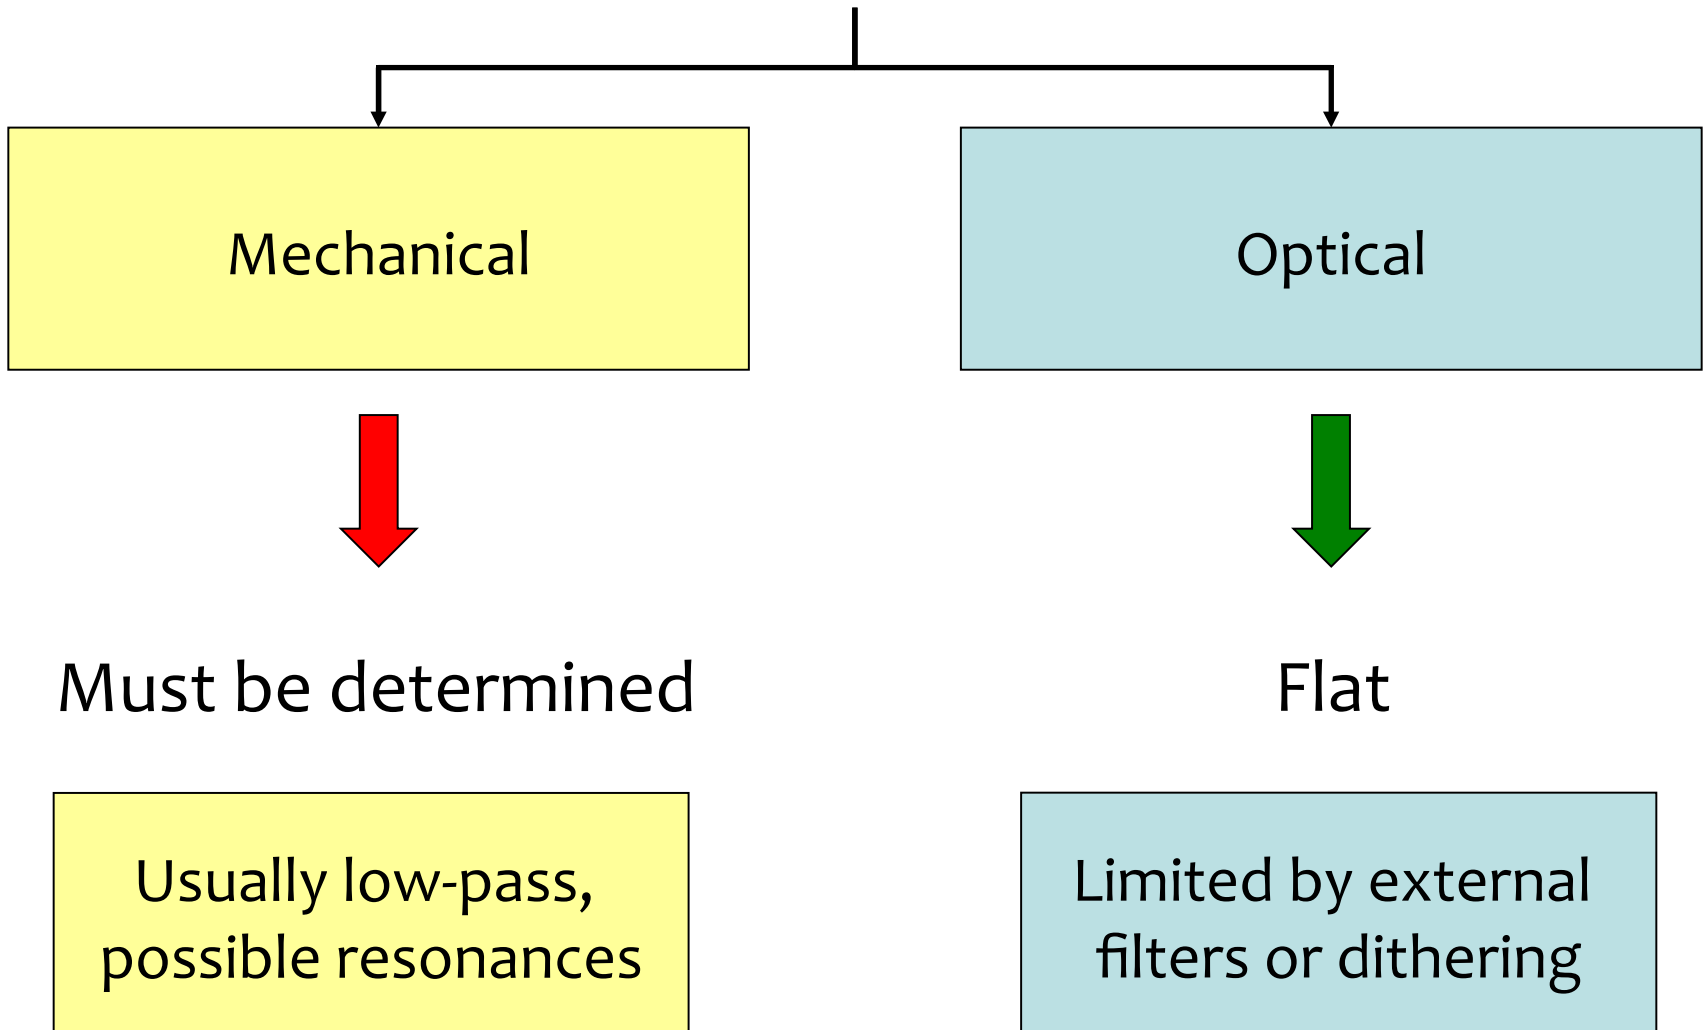 Mechanical
Optical
Must be determined
Flat
Usually low-pass,
possible resonances
Limited by external
filters or dithering